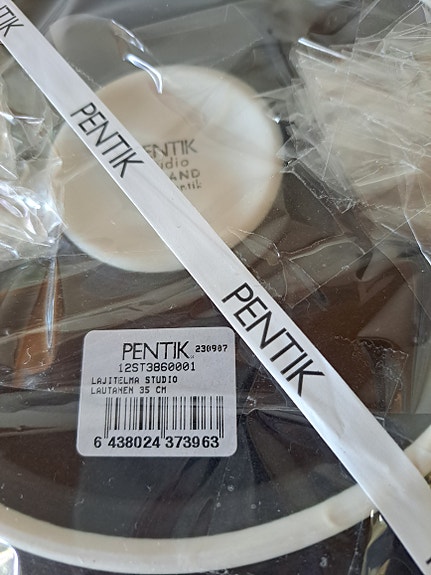 PENTIK
PENTIK
studio
PENTIK
PENTIK 230907
12ST3860001
LAJITELMA STUDIO
LAUTANEN 35 CM
6 438024 373963